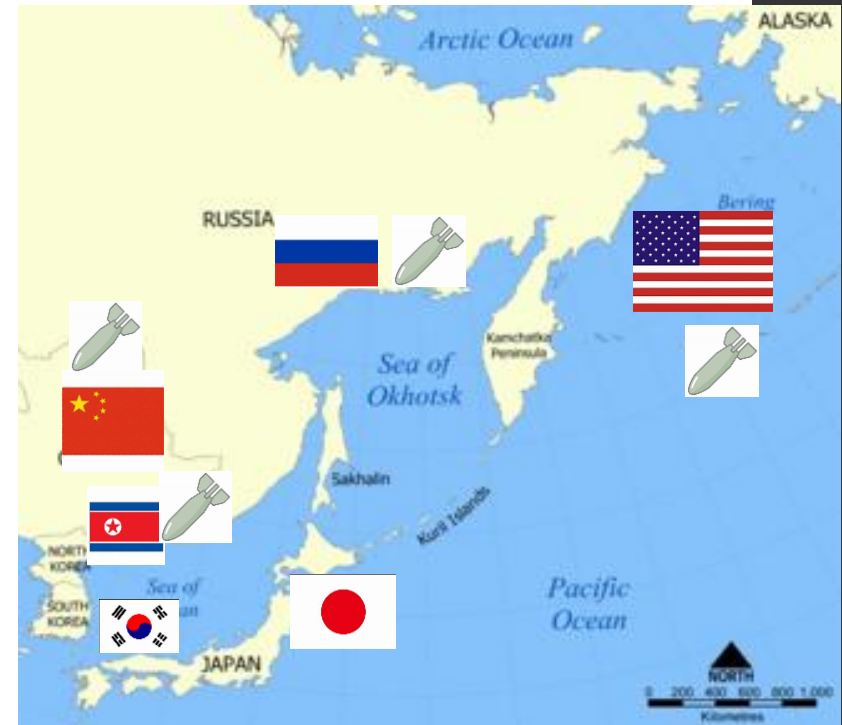 ALASKA
Arctic Ocean
RUSSIA
Bering
Kamchatka
Peninsula
Sea of
Okhotsk
Sakhalin
Kuril Islands
NORTH
KOREA
Sea of
SOUTH
KOREA
JAPAN
Pacific
Ocean
NORTH
0 200 400 600 800 1,000
Kilometres